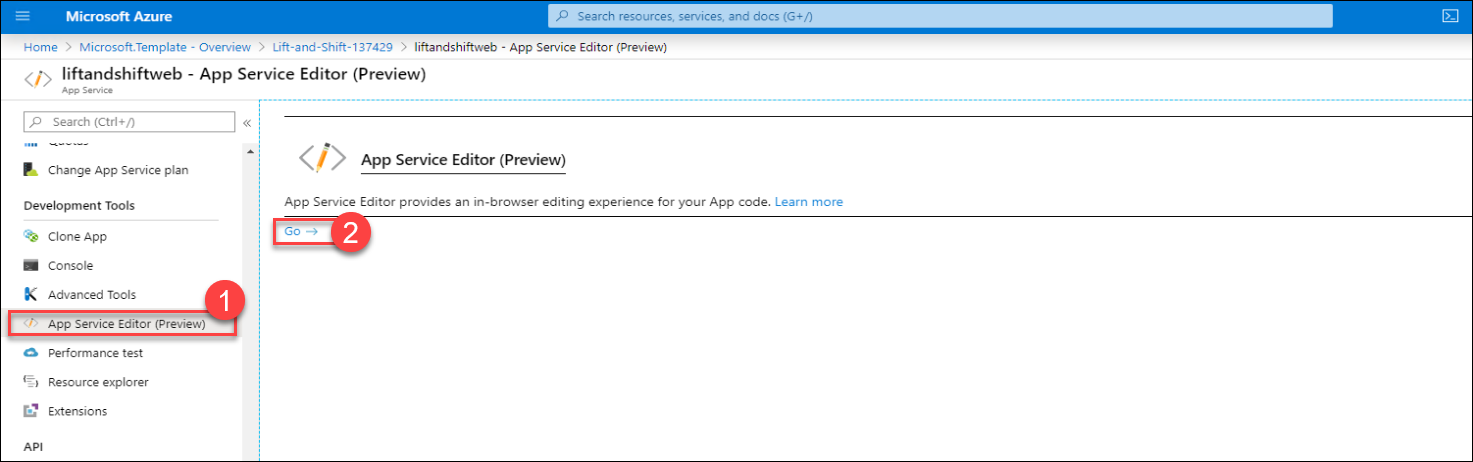 Microsoft Azure
Search resources, services, and docs (G+/)
Home > Microsoft.Template - Overview > Lift-and-Shift-137429 > liftandshiftweb - App Service Editor (Preview)
liftandshiftweb - App Service Editor (Preview)
App Service
Search (Ctrl+/)
«
Quotas
Change App Service plan
Development Tools
Clone App
Console
Advanced Tools
1
App Service Editor (Preview)
Performance test
Resource explorer
Extensions
API
App Service Editor (Preview)
App Service Editor provides an in-browser editing experience for your App code. Learn more
Go →
2